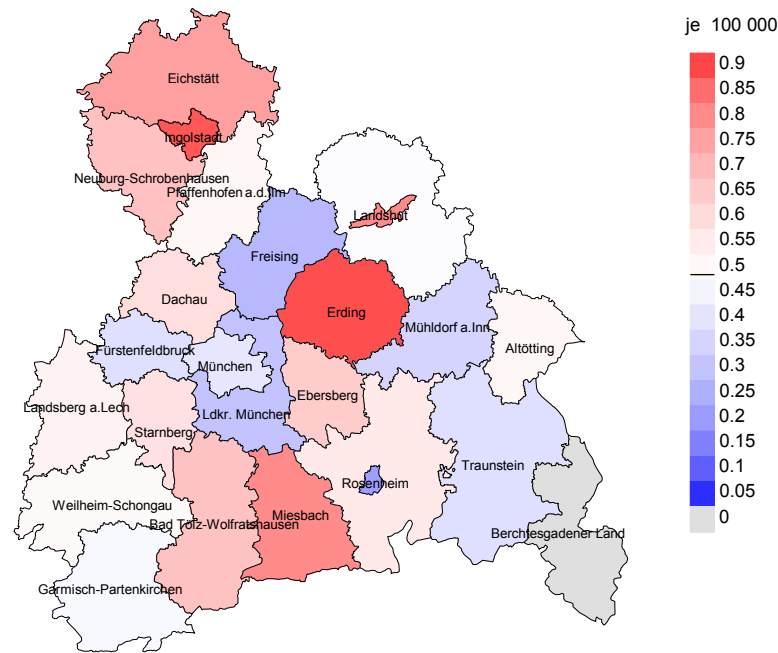 je 100 000
Eichstätt
Ingolstadt
Neuburg-Schrobenhausen
Pfaffenhofen a.d.Ilm
Landshut
Freising
Dachau
Erding
Mühldorf a.Inn
Altötting
Fürstenfeldbruck
München
Ebersberg
Landsberg a.Lech
Ldkr. München
Starnberg
Traunstein
Rosenheim
Weilheim-Schongau
Miesbach
Bad Tölz-Wolfratshausen
Berchtesgadener Land
Garmisch-Partenkirchen
0.9
0.85
0.8
0.75
0.7
0.65
0.6
0.55
0.5
0.45
0.4
0.35
0.3
0.25
0.2
0.15
0.1
0.05
0